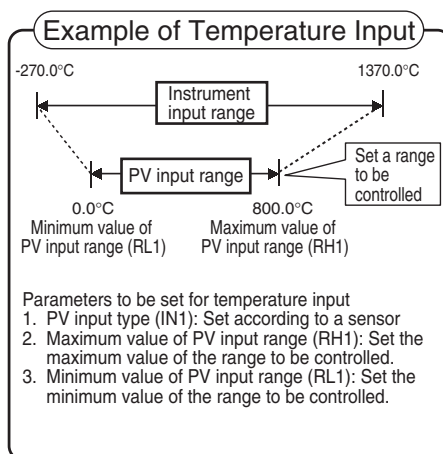 Example of Temperature Input
-270.0°C 1370.0°C
Instrument
input range
PV input range
Set a range
to be
controlled
0.0°C 800.0°C
Minimum value of Maximum value of
PV input range (RL1) PV input range (RH1)
Parameters to be set for temperature input
1. PV input type (IN1): Set according to a sensor
2. Maximum value of PV input range (RH1): Set the
maximum value of the range to be controlled.
3. Minimum value of PV input range (RL1): Set the
minimum value of the range to be controlled.